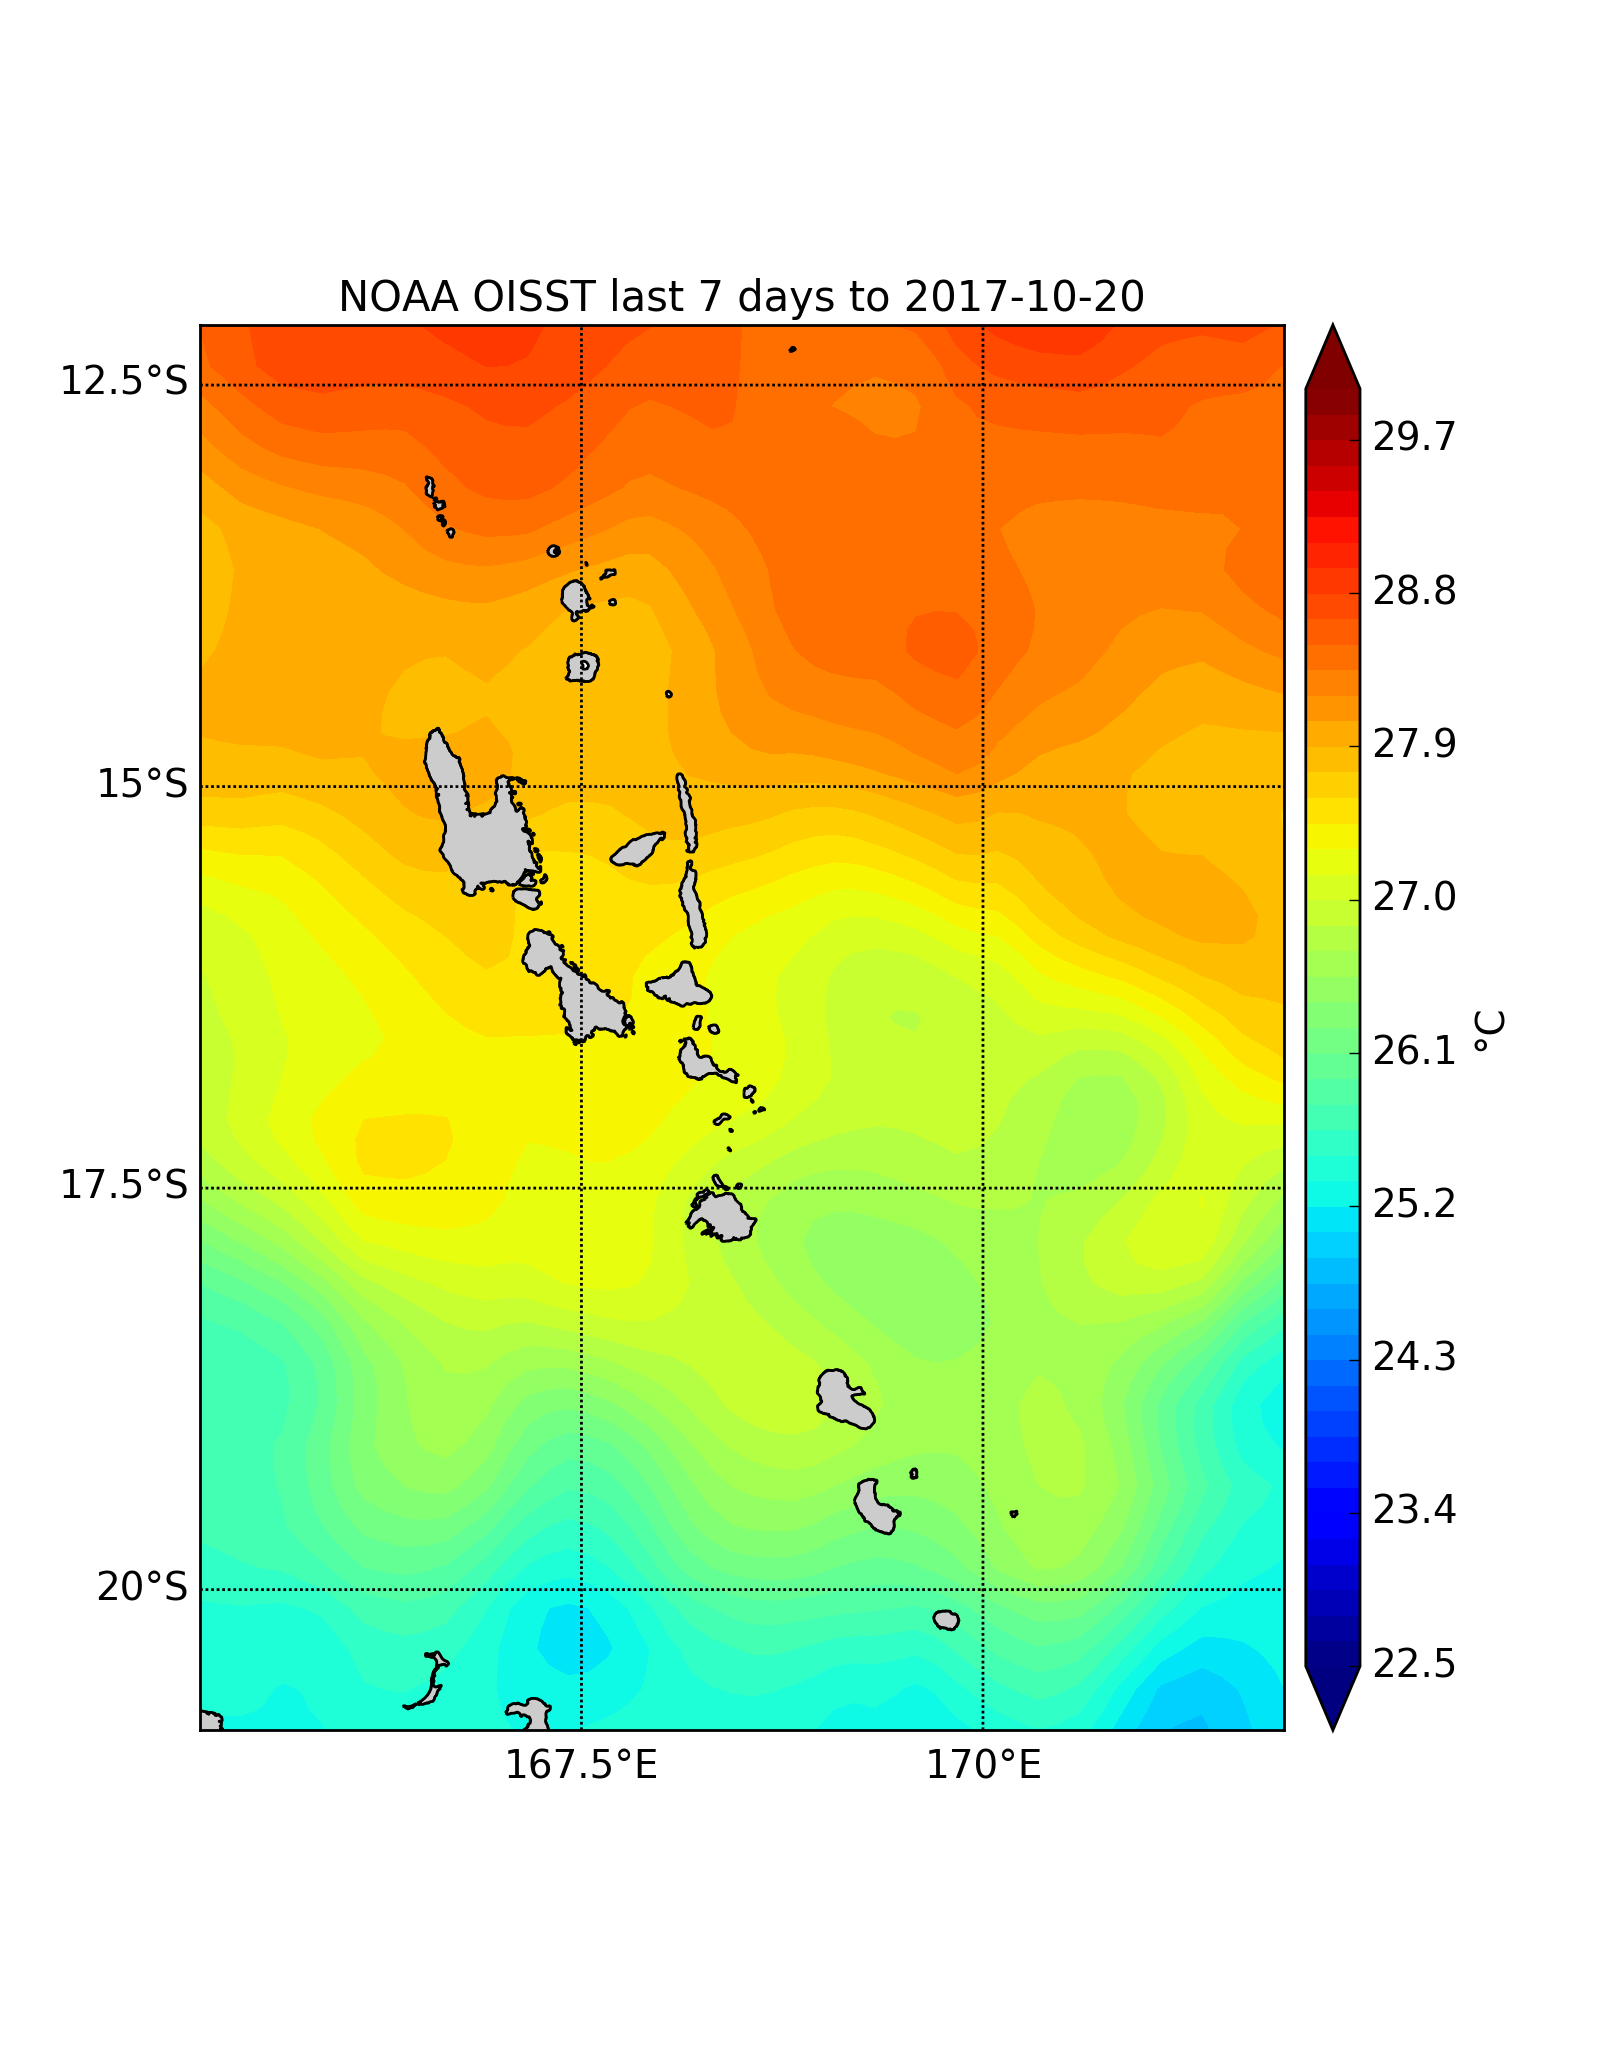 NOAA OISST last 7 days to 2017-10-20
12.5°S
15°S
17.5°S
20°S
167.5°E
170°E
29.7
28.8
27.9
27.0
26.1
25.2
24.3
23.4
22.5
°C